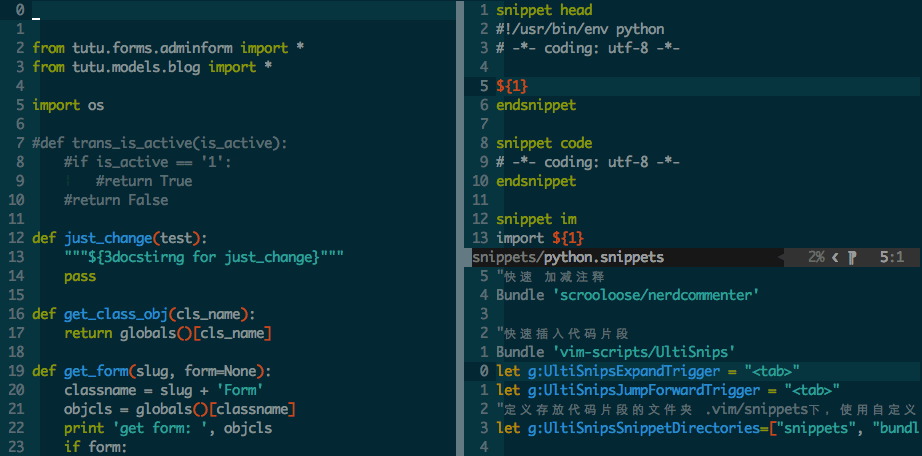 0
1
2 from tutu.forms.adminform import *
3 from tutu.models.blog import *
4
5 import os
6
7 #def trans_is_active(is_active):
8     #if is_active == '1':
9         #return True
10     #return False
11
12 def just_change(test):
13     """${3docstirng for just_change}"""
14     pass
15
16 def get_class_obj(cls_name):
17     return globals()[cls_name]
18
19 def get_form(slug, form=None):
20     classname = slug + 'Form'
21     objcls = globals()[classname]
22     print 'get form: ', objcls
23     if form:
1 snippet head
2 #!/usr/bin/env python
3 # -*- coding: utf-8 -*-
4
5 ${1}
6 endsnippet
7
8 snippet code
9 # -*- coding: utf-8 -*-
10 endsnippet
11
12 snippet im
13 import ${1}
snippets/python.snippets 2% 5:1
5 "快速 加减注释
4 Bundle 'scrooloose/nerdcommenter'
3
2 "快速插入代码片段
1 Bundle 'vim-scripts/UltiSnips'
0 let g:UltiSnipsExpandTrigger = "<tab>"
1 let g:UltiSnipsJumpForwardTrigger = "<tab>"
2 "定义存放代码片段的文件夹 .vim/snippets下，使用自定义
3 let g:UltiSnipsSnippetDirectories=["snippets", "bundl
4